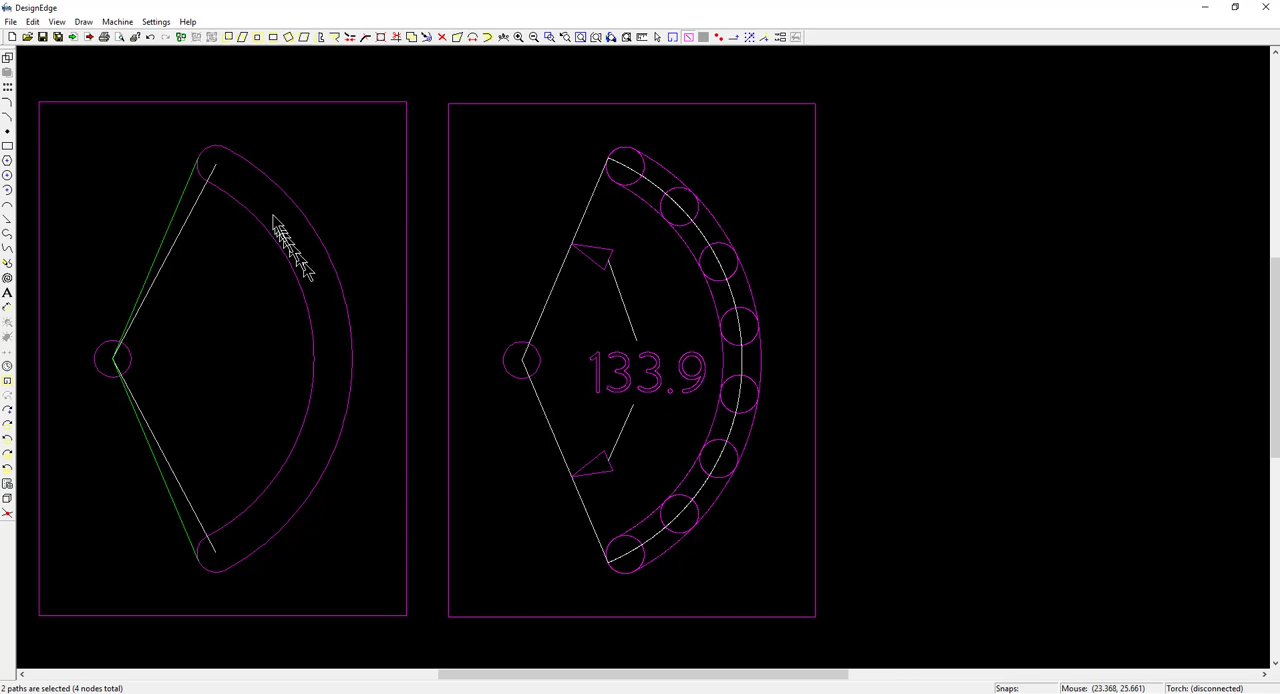 DesignEdge
File Edit View Draw Machine Settings Help
133.9
2 paths are selected (4 nodes total)
Snaps:
Mouse: (23.368, 25.661)
Torch: (disconnected)